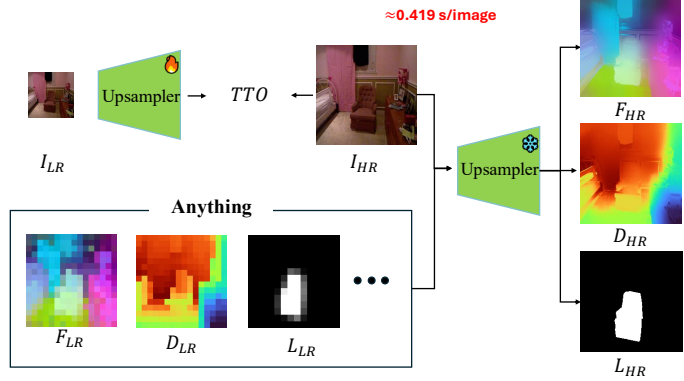 ≈0.419 s/image
Upsampler
TTO
I_LR
I_HR
Upsampler
F_HR
Anything
D_HR
F_LR
D_LR
L_LR
L_HR